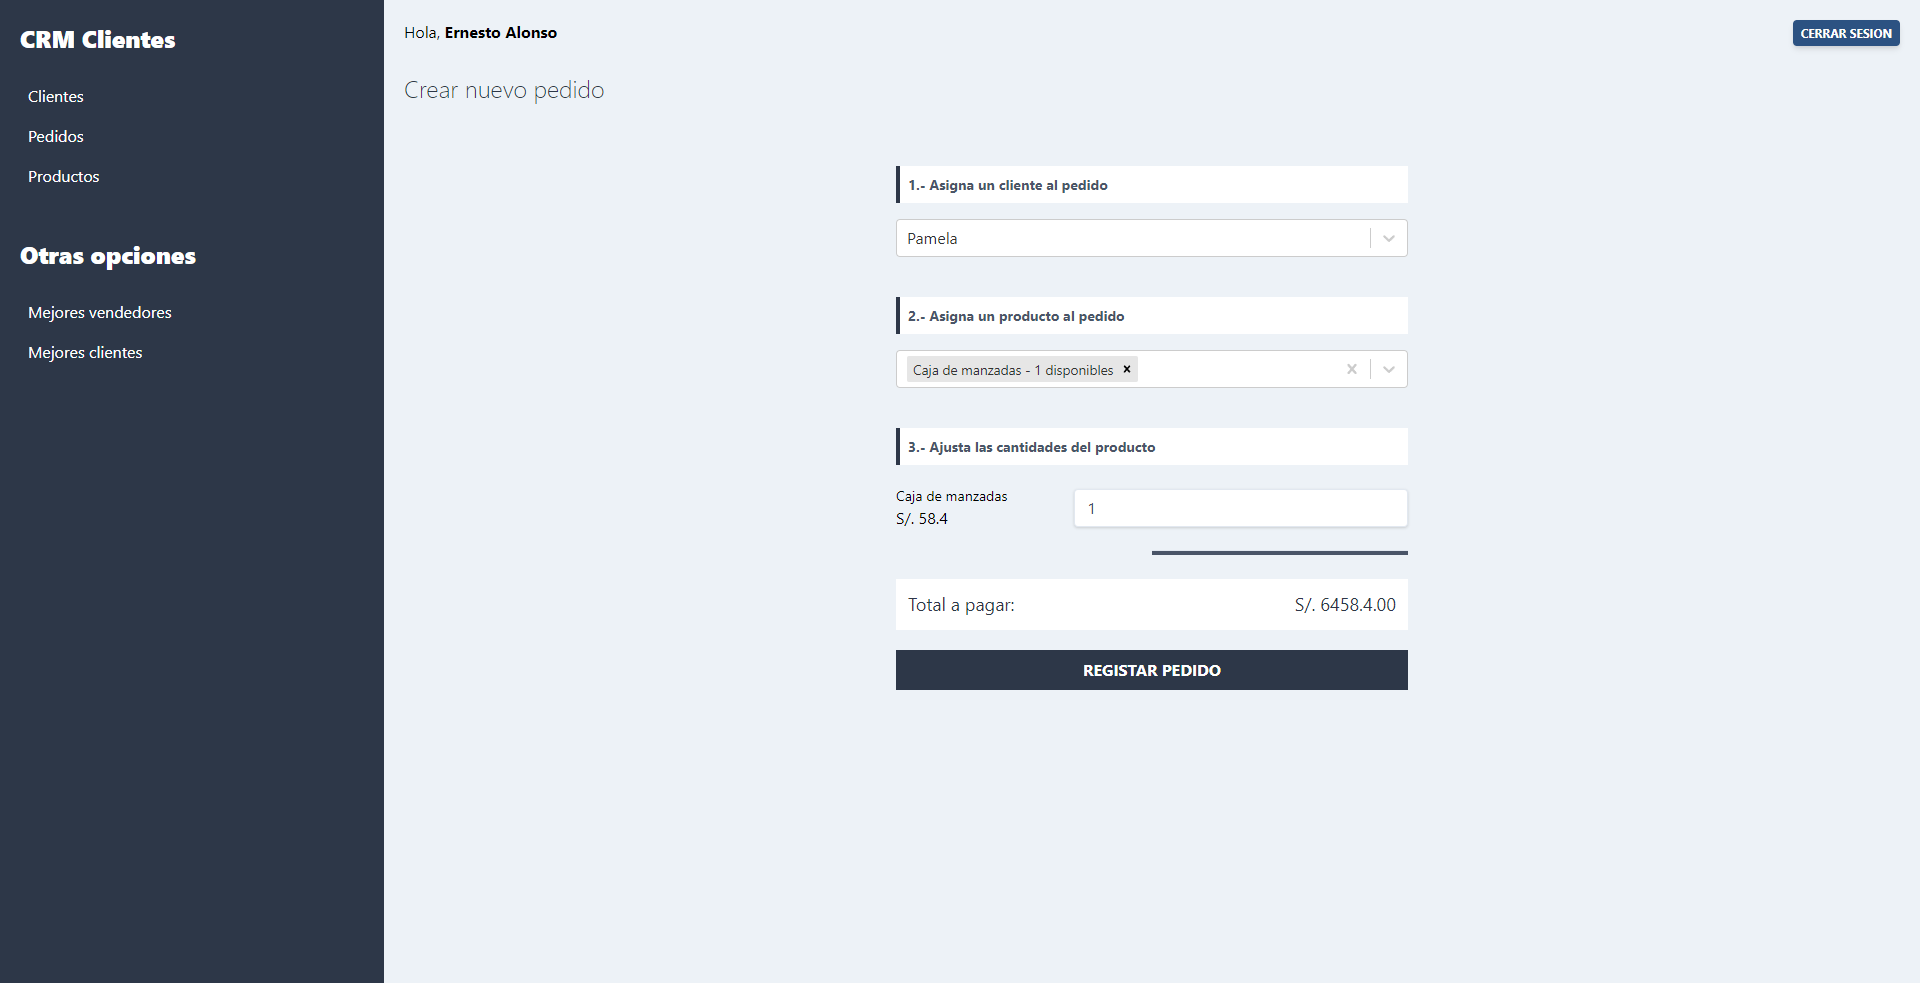 CRM Clientes
Clientes
Pedidos
Productos
Otras opciones
Mejores vendedores
Mejores clientes
Hola, Ernesto Alonso
CERRAR SESION
Crear nuevo pedido
1.- Asigna un cliente al pedido
Pamela
2.- Asigna un producto al pedido
Caja de manzadas - 1 disponibles
3.- Ajusta las cantidades del producto
Caja de manzadas
S/. 58.4
1
Total a pagar: S/. 6458.4.00
REGISTAR PEDIDO